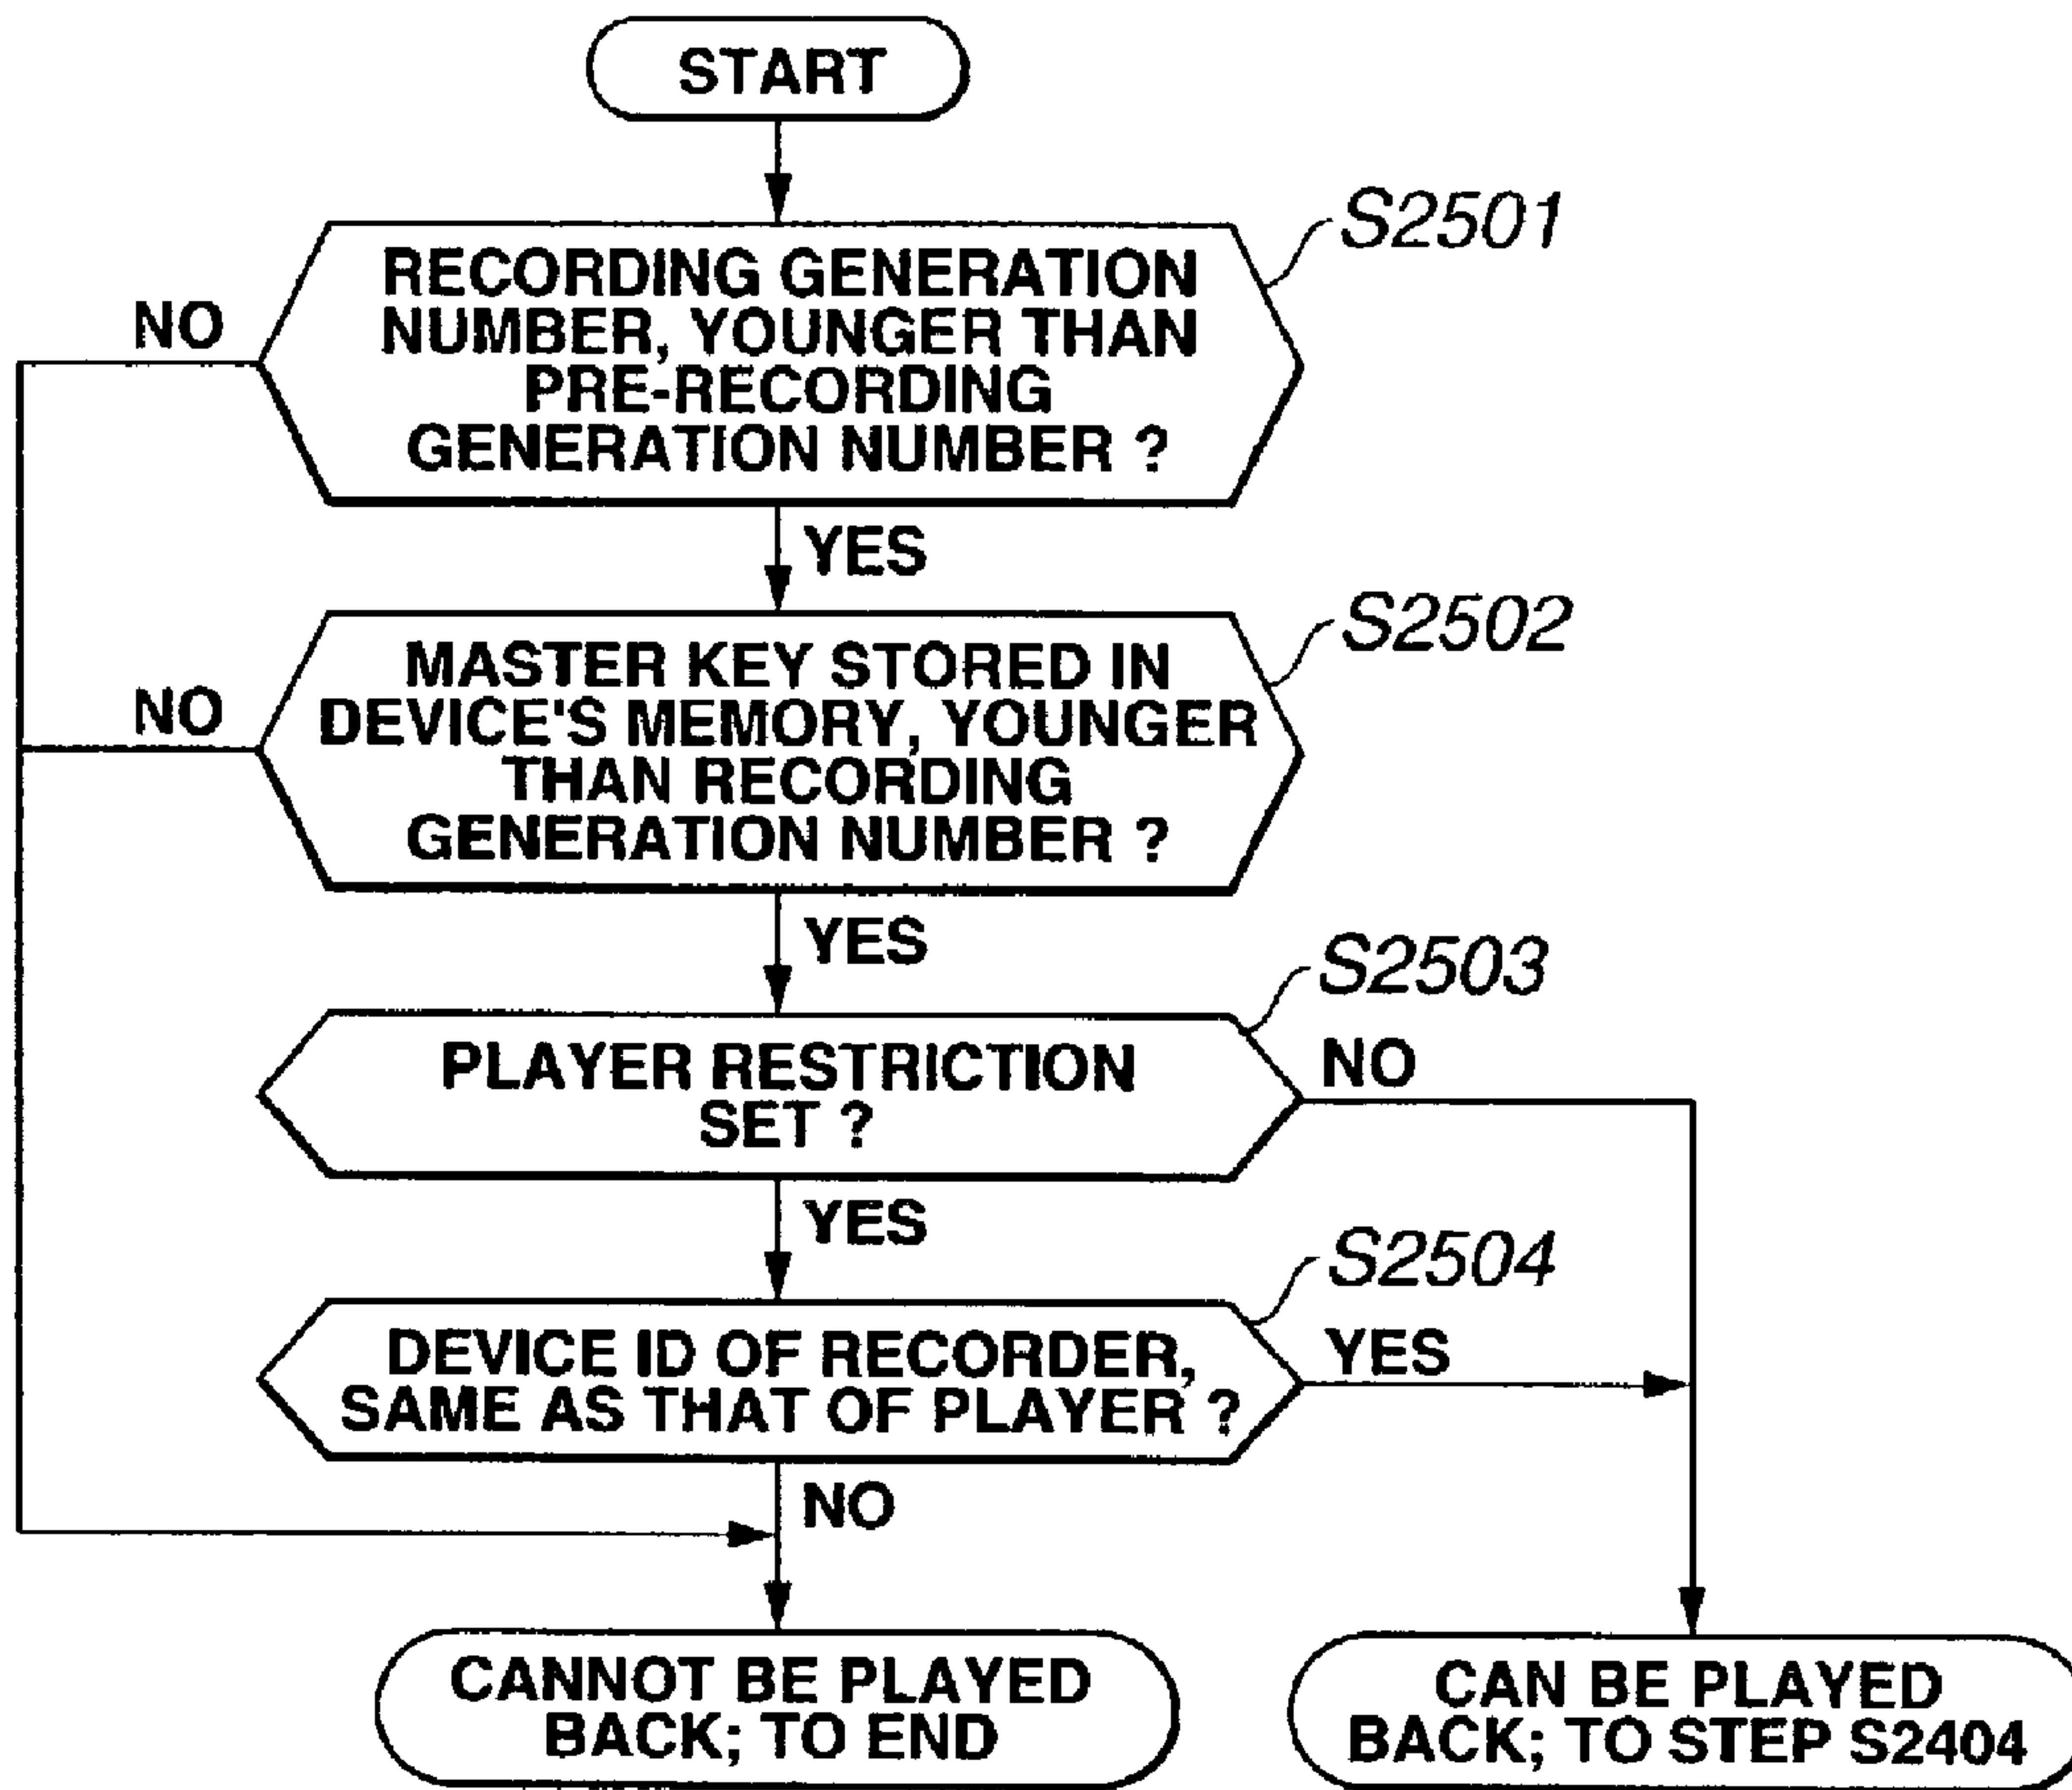 START
S2501
RECORDING GENERATION
NUMBER, YOUNGER THAN
PRE-RECORDING
GENERATION NUMBER ?
NO
YES
S2502
MASTER KEY STORED IN
DEVICE'S MEMORY, YOUNGER
THAN RECORDING
GENERATION NUMBER ?
NO
YES
S2503
PLAYER RESTRICTION
SET ?
NO
YES
S2504
DEVICE ID OF RECORDER,
SAME AS THAT OF PLAYER ?
YES
NO
CANNOT BE PLAYED
BACK; TO END
CAN BE PLAYED
BACK; TO STEP S2404